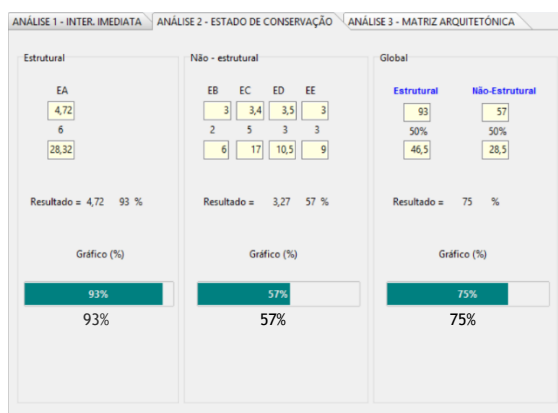 ANÁLISE 1 - INTER. IMEDIATA ANÁLISE 2 - ESTADO DE CONSERVAÇÃO ANÁLISE 3 - MATRIZ ARQUITETÓNICA
Estrutural
EA
4,72
6
28,32
Resultado = 4,72 93 %
Gráfico (%)
93%
93%
Não - estrutural
EB EC ED EE
3 3,4 3,5 3
2 5 3 3
6 17 10,5 9
Resultado = 3,27 57 %
Gráfico (%)
57%
57%
Global
Estrutural Não-Estrutural
93 57
50% 50%
46,5 28,5
Resultado = 75 %
Gráfico (%)
75%
75%